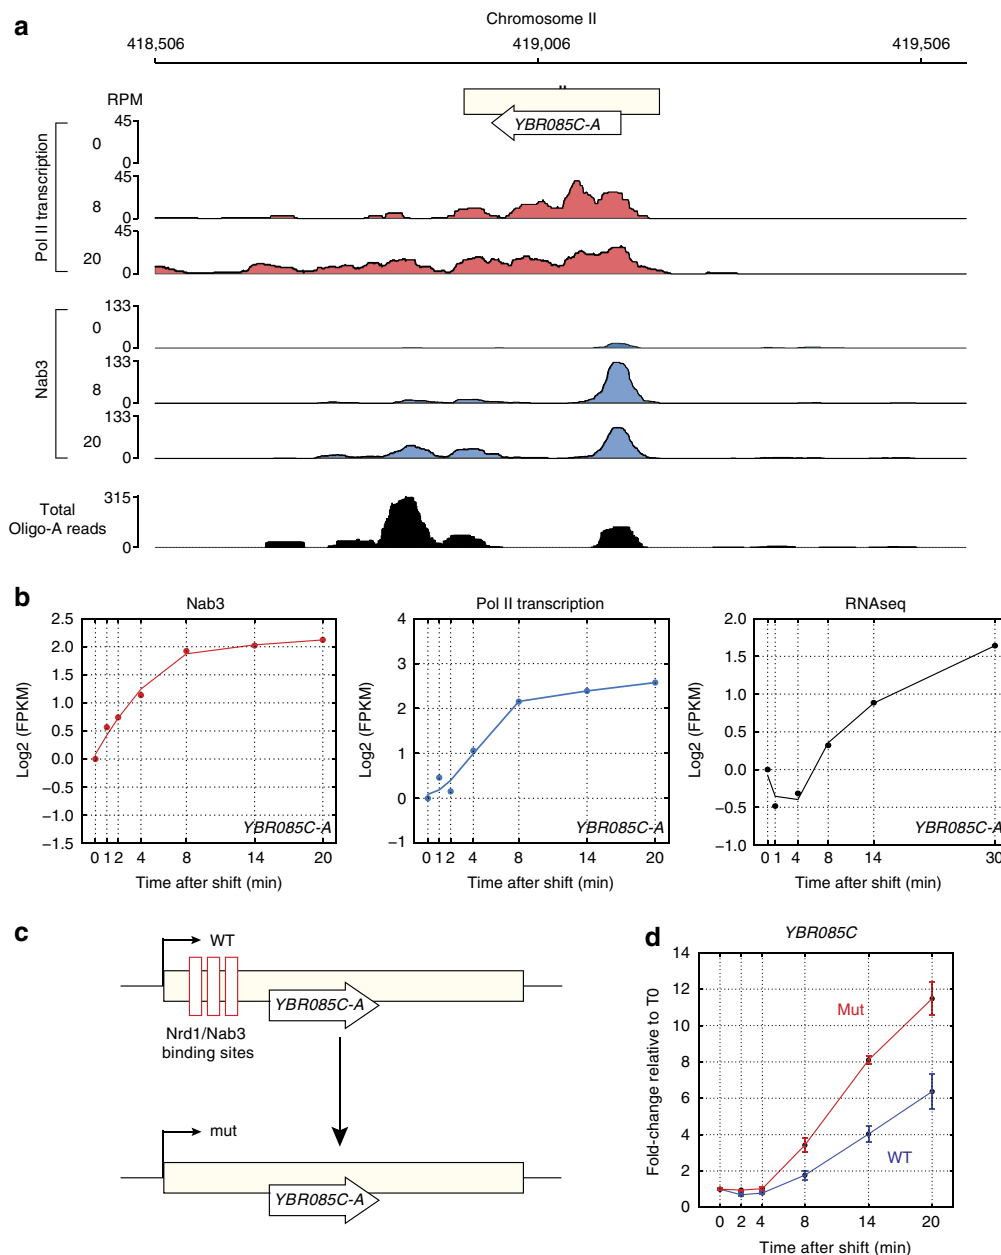 a
Chromosome II
418,506 419,006 419,506
RPM
YBR085C-A
Pol II transcription
0
45
0
8
45
0
20
45
0
Nab3
0
133
0
8
133
0
20
133
0
Total
Oligo-A reads
315
0
b
Nab3
Log2 (FPKM)
2.5
2.0
1.5
1.0
0.5
0.0
−0.5
−1.0
−1.5
YBR085C-A
0 1 2 4 8 14 20
Time after shift (min)
Pol II transcription
Log2 (FPKM)
4
3
2
1
0
−1
YBR085C-A
0 1 2 4 8 14 20
Time after shift (min)
RNAseq
Log2 (FPKM)
2.0
1.5
1.0
0.5
0.0
−0.5
−1.0
YBR085C-A
0 1 4 8 14 30
Time after shift (min)
c
WT
YBR085C-A
Nrd1/Nab3
binding sites
mut
YBR085C-A
d
YBR085C
Fold-change relative to T0
14
12
10
8
6
4
2
0
Mut
WT
0 2 4 8 14 20
Time after shift (min)